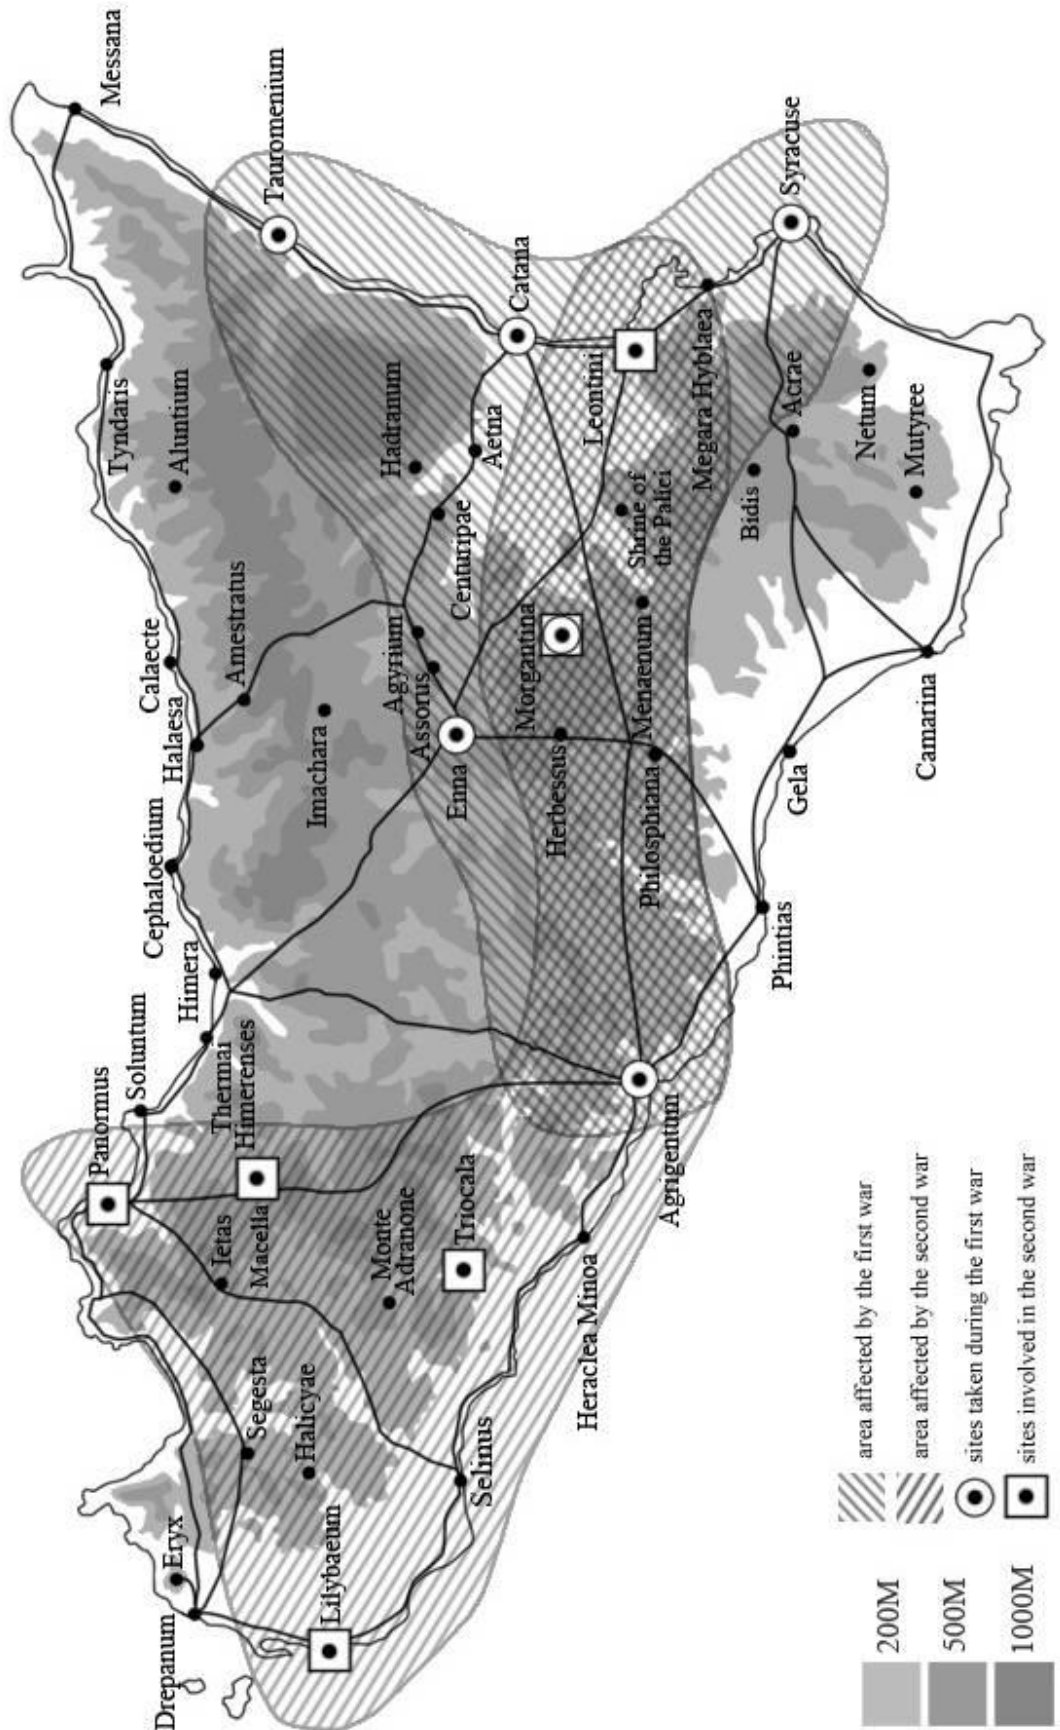 Messana
Tauromenium
Tyndaris
Aluntium
Calaecte
Halaesa
Amestratus
Cephaloedium
Imachara
Himera
Thermai
Himerenses
Soluntum
Panormus
Hadranum
Aetna
Catana
Centuripae
Agyrium
Assorus
Enna
Leontini
Megara Hyblaea
Syracuse
Morgantina
Shrine of
the Palici
Herbessus
Menaenum
Philosphiana
Acrae
Bidis
Netum
Mutyree
Camarina
Gela
Phintias
Agrigentum
Ietas
Macella
Monte
Adranone
Triocala
Heraclea Minoa
Segesta
Halicyae
Selinus
Eryx
Drepanum
Lilybaeum
200M
500M
1000M
area affected by the first war
area affected by the second war
sites taken during the first war
sites involved in the second war